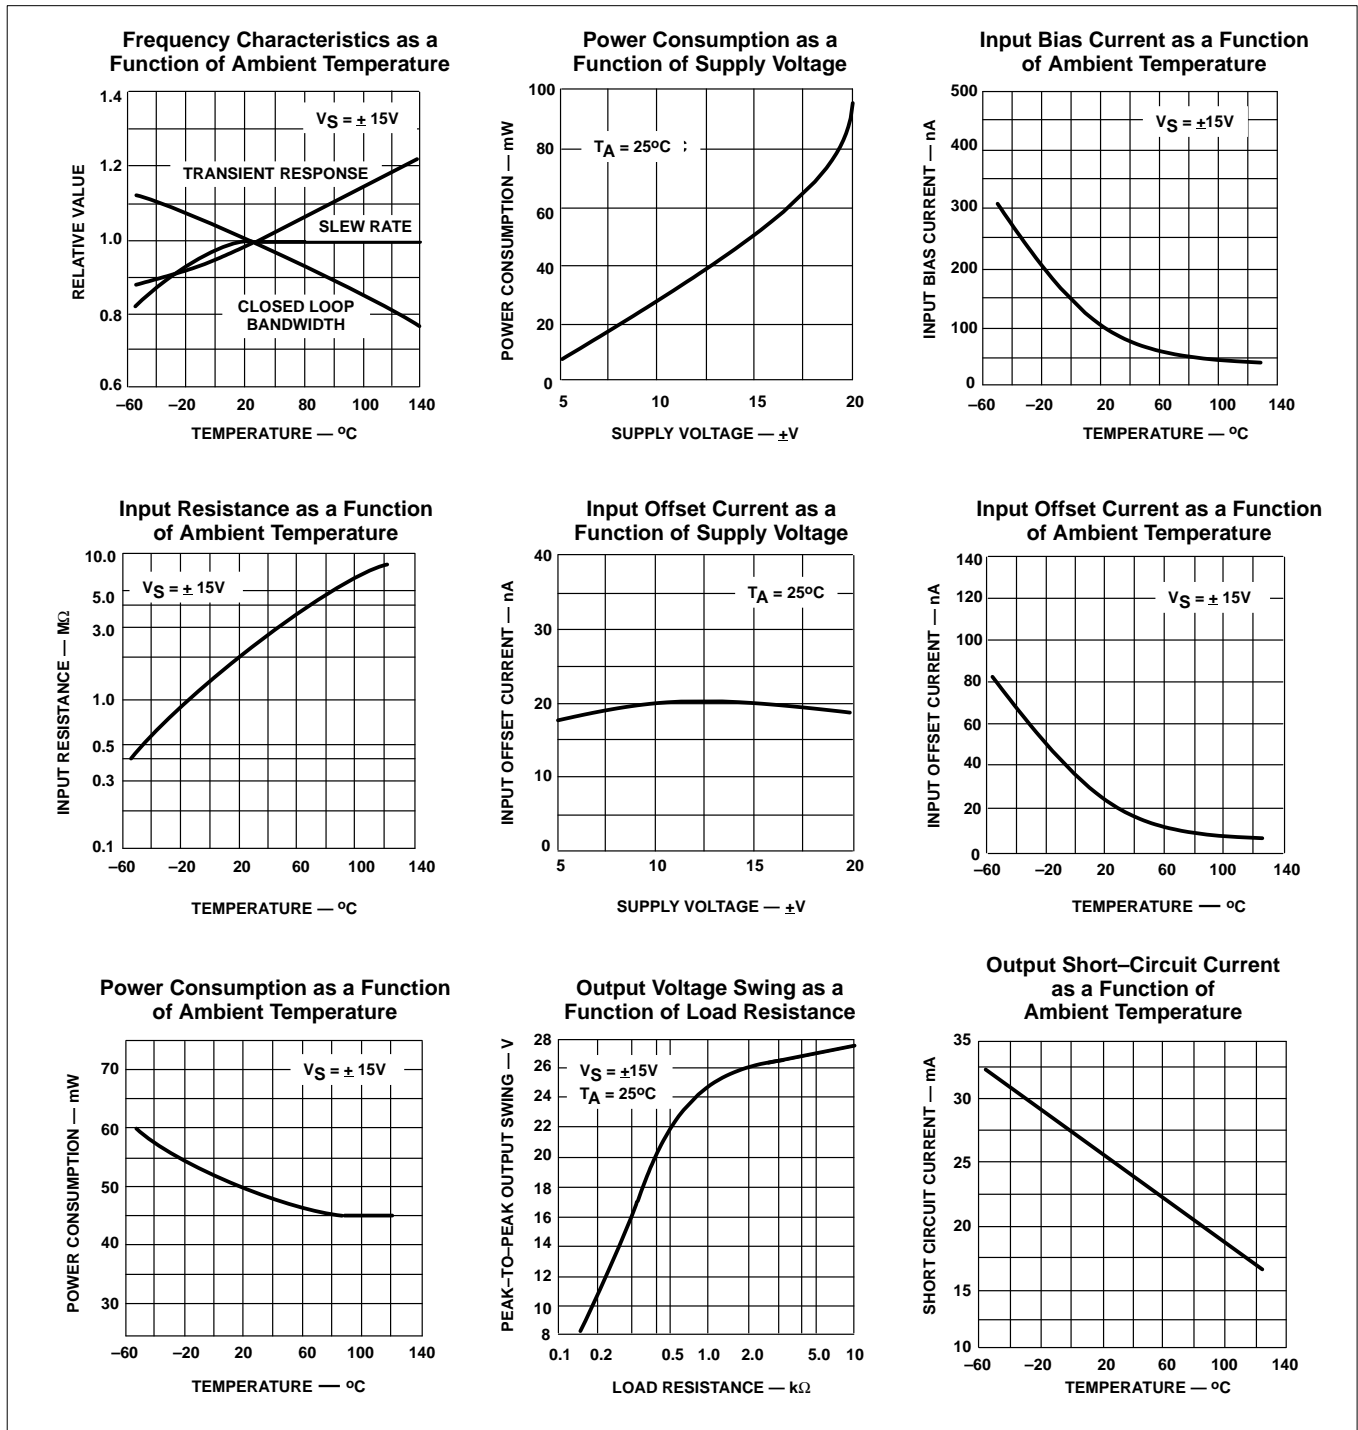 Frequency Characteristics as a
Function of Ambient Temperature
1.4
1.2
1.0
0.8
0.6
RELATIVE VALUE
VS = ± 15V
TRANSIENT RESPONSE
SLEW RATE
CLOSED LOOP
BANDWIDTH
–60 –20 20 80 100 140
TEMPERATURE — oC
Power Consumption as a
Function of Supply Voltage
100
80
60
40
20
0
POWER CONSUMPTION — mW
TA = 25oC
5 10 15 20
SUPPLY VOLTAGE — ±V
Input Bias Current as a Function
of Ambient Temperature
500
400
300
200
100
0
INPUT BIAS CURRENT — nA
VS = ±15V
–60 –20 20 60 100 140
TEMPERATURE — oC
Input Resistance as a Function
of Ambient Temperature
10.0
5.0
3.0
1.0
0.5
0.3
0.1
INPUT RESISTANCE — MΩ
VS = ± 15V
–60 –20 20 60 100 140
TEMPERATURE — oC
Input Offset Current as a
Function of Supply Voltage
40
30
20
10
0
INPUT OFFSET CURRENT — nA
TA = 25oC
5 10 15 20
SUPPLY VOLTAGE — ±V
Input Offset Current as a Function
of Ambient Temperature
140
120
100
80
60
40
20
0
INPUT OFFSET CURRENT — nA
VS = ± 15V
–60 –20 20 60 100 140
TEMPERATURE — oC
Power Consumption as a Function
of Ambient Temperature
70
60
50
40
30
POWER CONSUMPTION — mW
VS = ± 15V
–60 –20 20 60 100 140
TEMPERATURE — oC
Output Voltage Swing as a
Function of Load Resistance
28
26
24
22
20
18
16
14
12
10
8
PEAK–TO–PEAK OUTPUT SWING — V
VS = ±15V
TA = 25oC
0.1 0.2 0.5 1.0 2.0 5.0 10
LOAD RESISTANCE — kΩ
Output Short–Circuit Current
as a Function of
Ambient Temperature
35
30
25
20
15
10
SHORT CIRCUIT CURRENT — mA
–60 –20 20 60 100 140
TEMPERATURE — oC